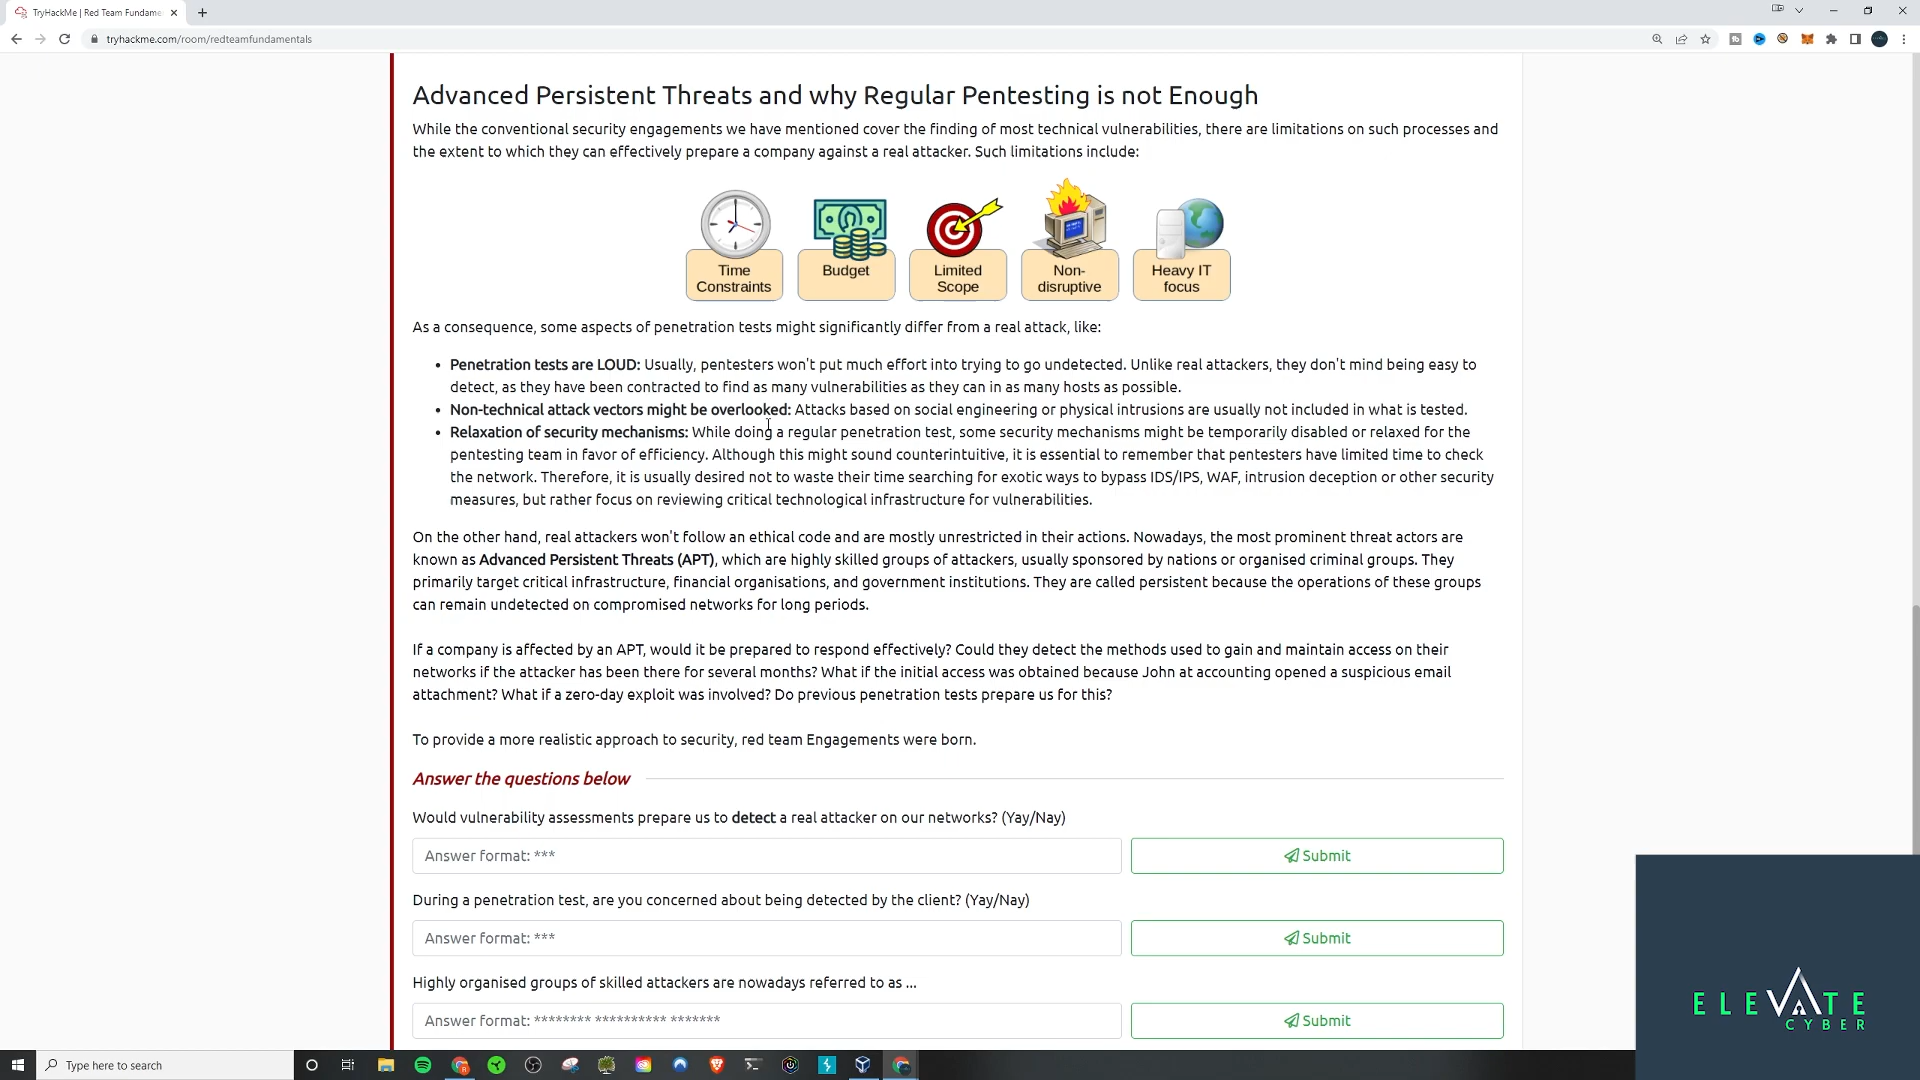 TryHackMe | Red Team Fundame
tryhackme.com/room/redteamfundamentals
Advanced Persistent Threats and why Regular Pentesting is not Enough
While the conventional security engagements we have mentioned cover the finding of most technical vulnerabilities, there are limitations on such processes and
the extent to which they can effectively prepare a company against a real attacker. Such limitations include:
Time
Constraints
Budget
Limited
Scope
Non-
disruptive
Heavy IT
focus
As a consequence, some aspects of penetration tests might significantly differ from a real attack, like:
• Penetration tests are LOUD: Usually, pentesters won't put much effort into trying to go undetected. Unlike real attackers, they don't mind being easy to
detect, as they have been contracted to find as many vulnerabilities as they can in as many hosts as possible.
• Non-technical attack vectors might be overlooked: Attacks based on social engineering or physical intrusions are usually not included in what is tested.
• Relaxation of security mechanisms: While doing a regular penetration test, some security mechanisms might be temporarily disabled or relaxed for the
pentesting team in favor of efficiency. Although this might sound counterintuitive, it is essential to remember that pentesters have limited time to check
the network. Therefore, it is usually desired not to waste their time searching for exotic ways to bypass IDS/IPS, WAF, intrusion deception or other security
measures, but rather focus on reviewing critical technological infrastructure for vulnerabilities.
On the other hand, real attackers won't follow an ethical code and are mostly unrestricted in their actions. Nowadays, the most prominent threat actors are
known as Advanced Persistent Threats (APT), which are highly skilled groups of attackers, usually sponsored by nations or organised criminal groups. They
primarily target critical infrastructure, financial organisations, and government institutions. They are called persistent because the operations of these groups
can remain undetected on compromised networks for long periods.
If a company is affected by an APT, would it be prepared to respond effectively? Could they detect the methods used to gain and maintain access on their
networks if the attacker has been there for several months? What if the initial access was obtained because John at accounting opened a suspicious email
attachment? What if a zero-day exploit was involved? Do previous penetration tests prepare us for this?
To provide a more realistic approach to security, red team Engagements were born.
Answer the questions below
Would vulnerability assessments prepare us to detect a real attacker on our networks? (Yay/Nay)
Answer format: ***
Submit
During a penetration test, are you concerned about being detected by the client? (Yay/Nay)
Answer format: ***
Submit
Highly organised groups of skilled attackers are nowadays referred to as ...
Answer format: ******** ********** *******
Submit
ELEVATE
CYBER
Type here to search